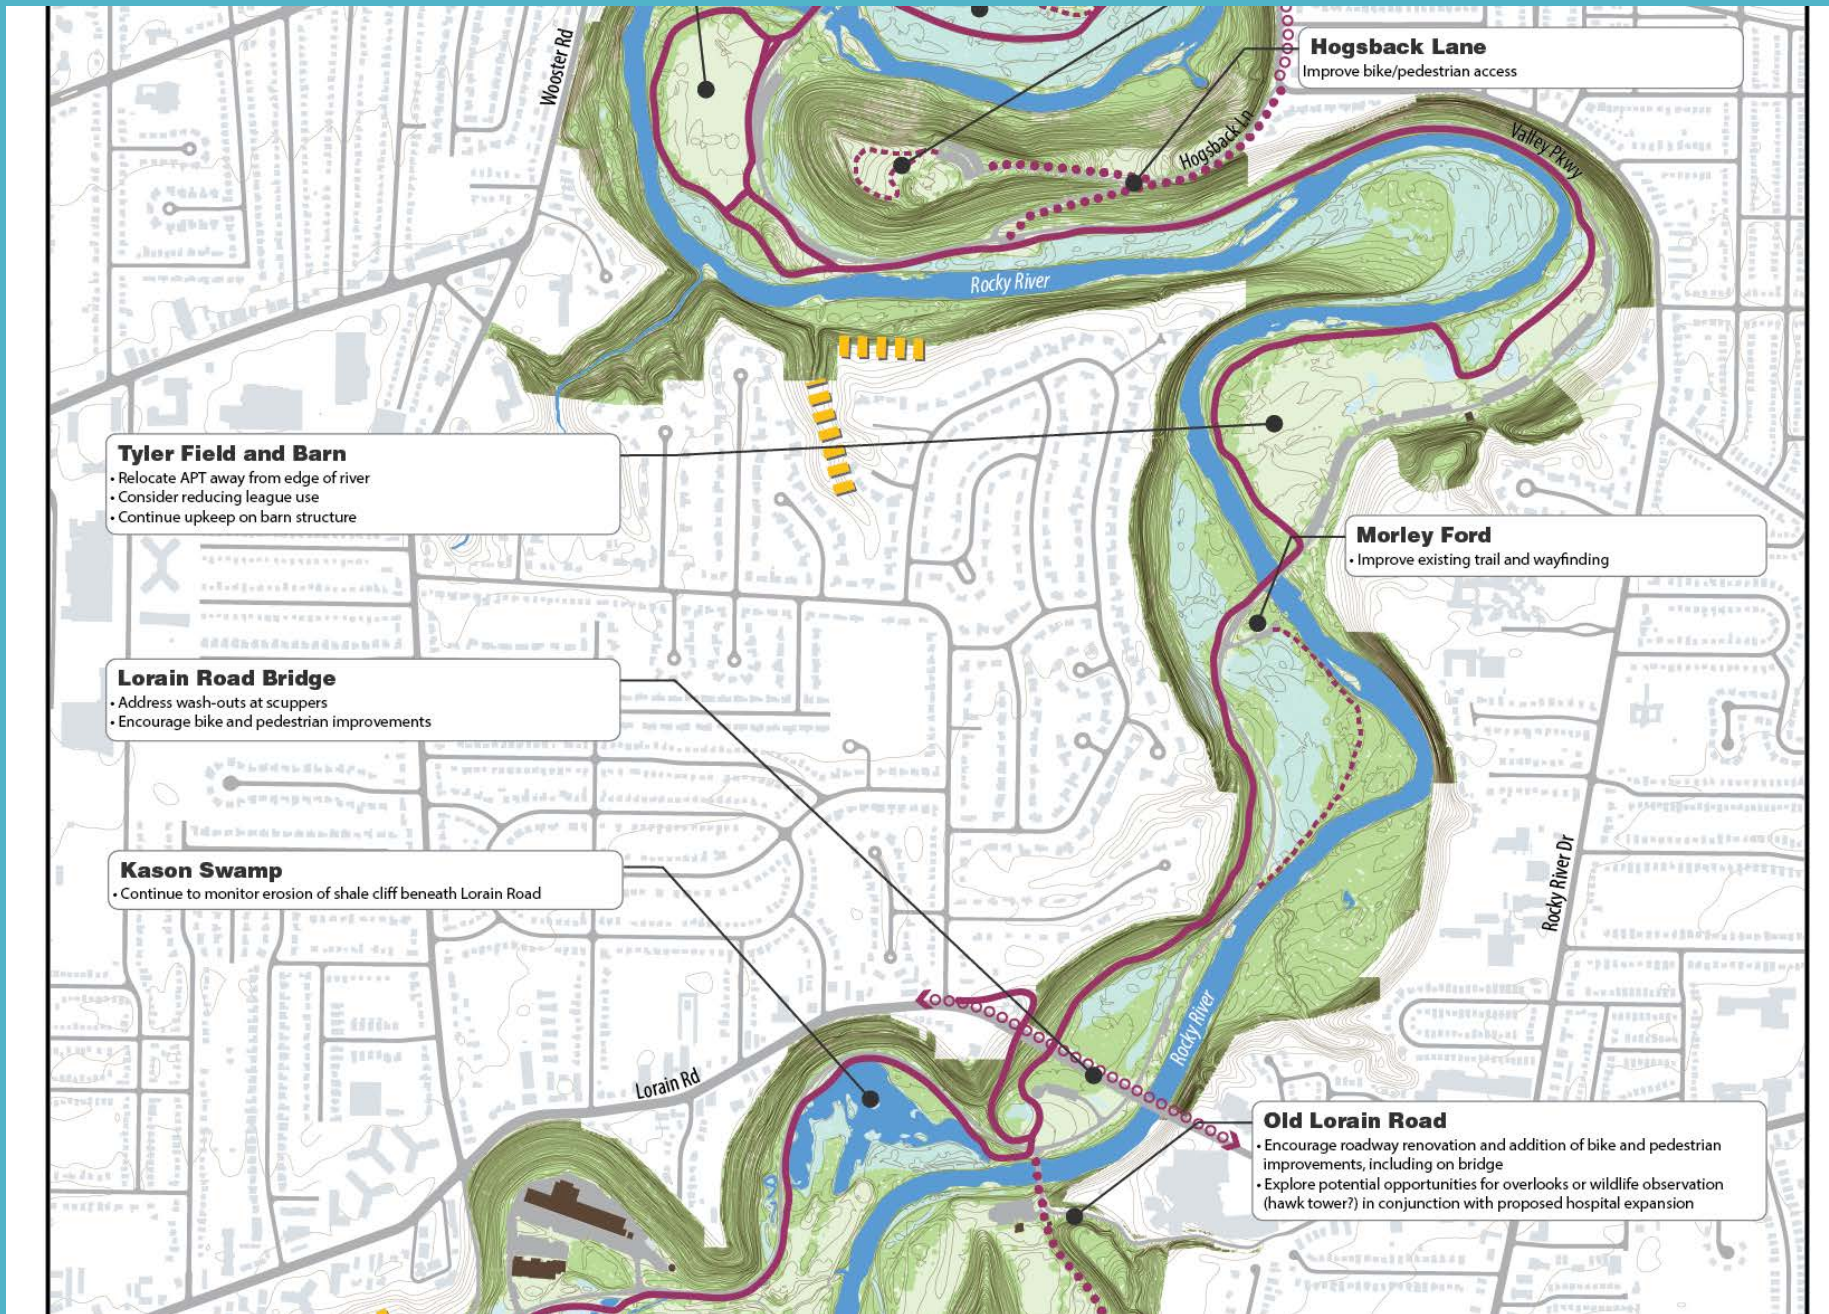 Wooster Rd
Hogsback Lane
Improve bike/pedestrian access
Hogsback Ln
Valley Pkwy
Rocky River
Tyler Field and Barn
• Relocate APT away from edge of river
• Consider reducing league use
• Continue upkeep on barn structure
Morley Ford
• Improve existing trail and wayfinding
Lorain Road Bridge
• Address wash-outs at scuppers
• Encourage bike and pedestrian improvements
Kason Swamp
• Continue to monitor erosion of shale cliff beneath Lorain Road
Rocky River Dr
Rocky River
Lorain Rd
Old Lorain Road
• Encourage roadway renovation and addition of bike and pedestrian
improvements, including on bridge
• Explore potential opportunities for overlooks or wildlife observation
(hawk tower?) in conjunction with proposed hospital expansion